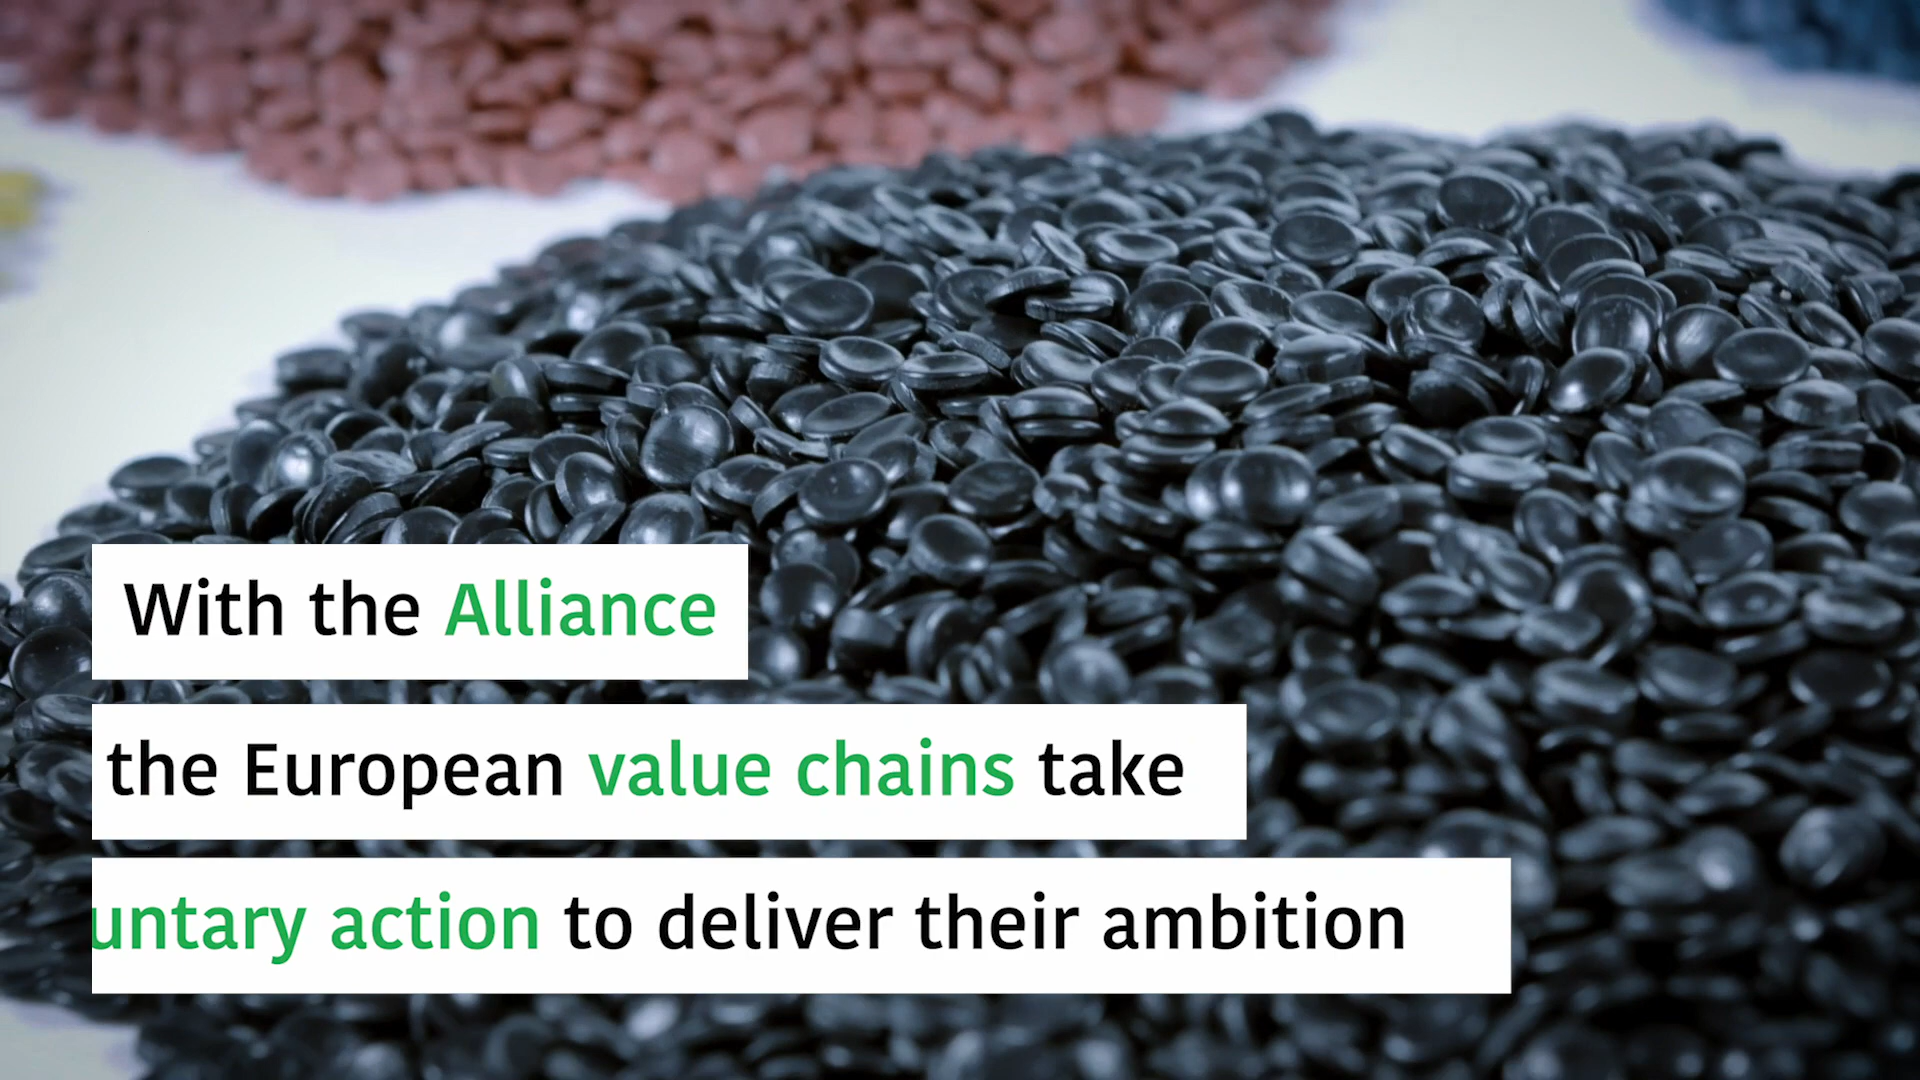 With the Alliance
the European value chains take
untary action to deliver their ambition